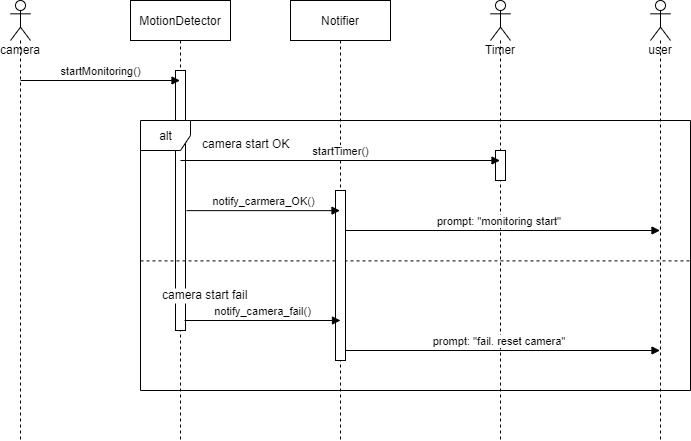 camera
MotionDetector
Notifier
Timer
user
startMonitoring()
alt
camera start OK
startTimer()
notify_carmera_OK()
prompt: "monitoring start"
camera start fail
notify_camera_fail()
prompt: "fail. reset camera"